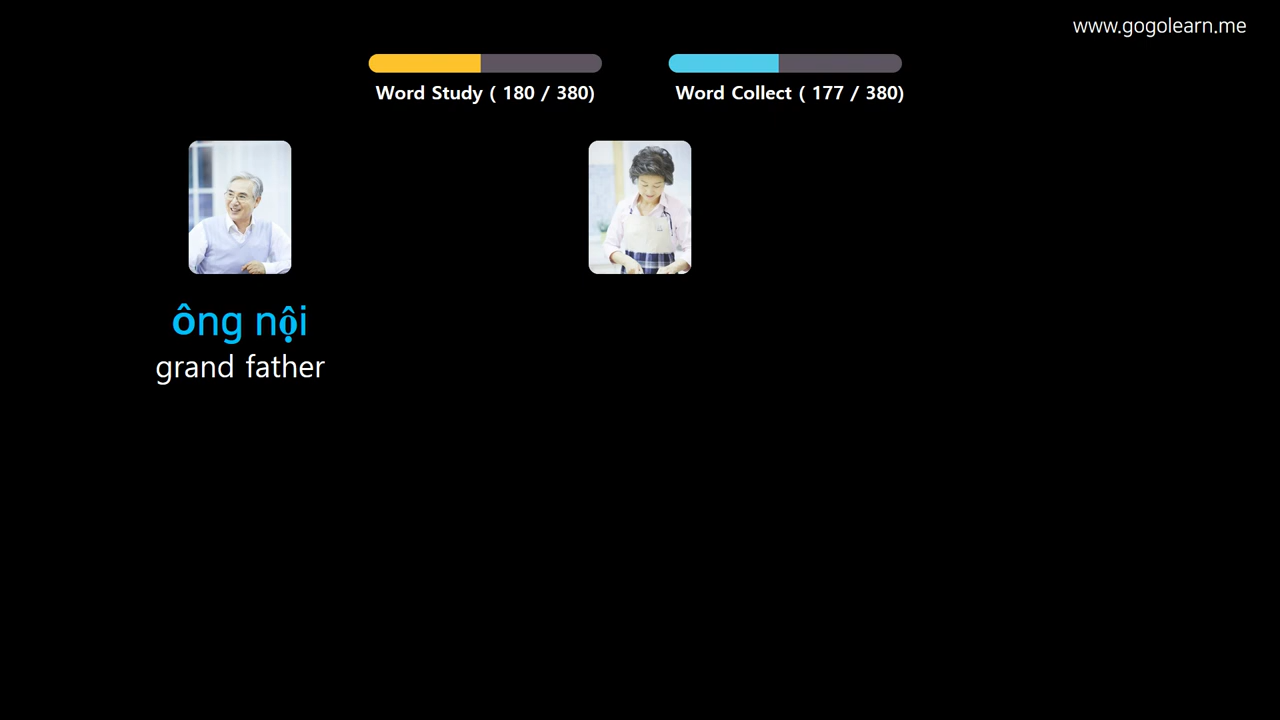 www.gogolearn.me
Word Study ( 180 / 380)
Word Collect ( 177 / 380)
ông nội
grand father